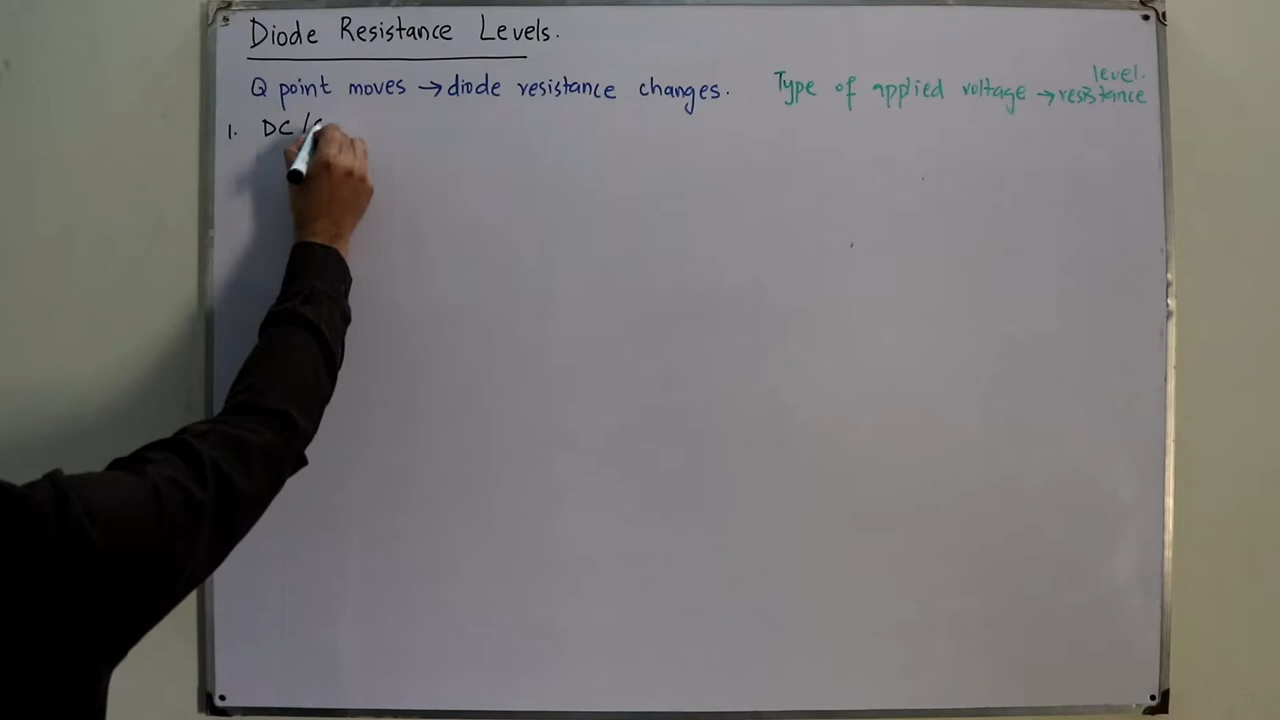 Diode Resistance Levels.
Q point moves → diode resistance changes.
Type of applied voltage → resistance level.
1. DC /